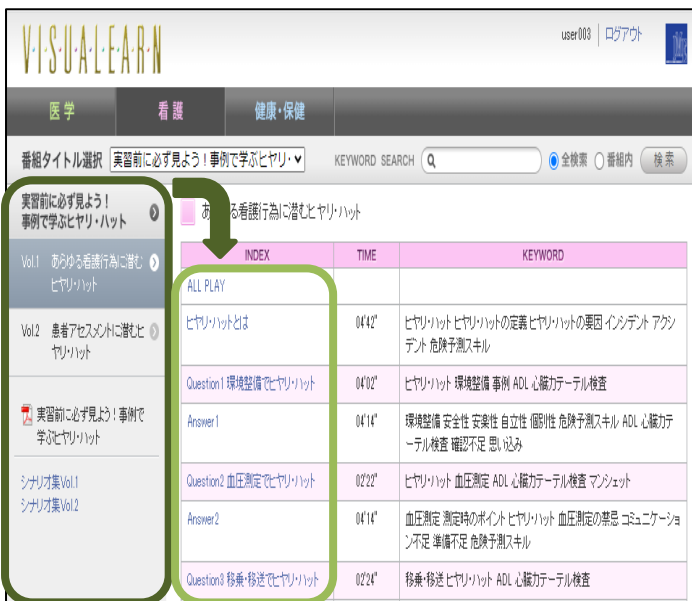 V·I·S·U·A·L·E·A·R·N
user003 | ログアウト
医学 看護 健康・保健
番組タイトル選択 実習前に必ず見よう!事例で学ぶヒヤリ・ KEYWORD SEARCH 全検索 番組内 検索
実習前に必ず見よう!
事例で学ぶヒヤリ・ハット
Vol.1 あらゆる看護行為に潜む
ヒヤリ・ハット
Vol.2 患者アセスメントに潜むヒ
ヤリ・ハット
実習前に必ず見よう!事例で
学ぶヒヤリ・ハット
シナリオ集Vol.1
シナリオ集Vol.2
あ る看護行為に潜むヒヤリ・ハット
INDEX TIME KEYWORD
ALL PLAY
ヒヤリ・ハットとは 04'42" ヒヤリ・ハット ヒヤリ・ハットの定義 ヒヤリ・ハットの要因 インシデント アクシ
デント 危険予測スキル
Question1 環境整備でヒヤリ・ハット 04'02" ヒヤリ・ハット 環境整備 事例 ADL 心臓カテーテル検査
Answer1 04'14" 環境整備 安全性 安楽性 自立性 個別性 危険予測スキル ADL 心臓カテ
ーテル検査 確認不足 思い込み
Question2 血圧測定でヒヤリ・ハット 02'22" ヒヤリ・ハット 血圧測定 ADL 心臓カテーテル検査 マンシェット
Answer2 04'14" 血圧測定 測定時のポイント ヒヤリ・ハット 血圧測定の禁忌 コミュニケーショ
ン不足 準備不足 危険予測スキル
Question3 移乗・移送でヒヤリ・ハット 02'24" 移乗・移送 ヒヤリ・ハット ADL 心臓カテーテル検査